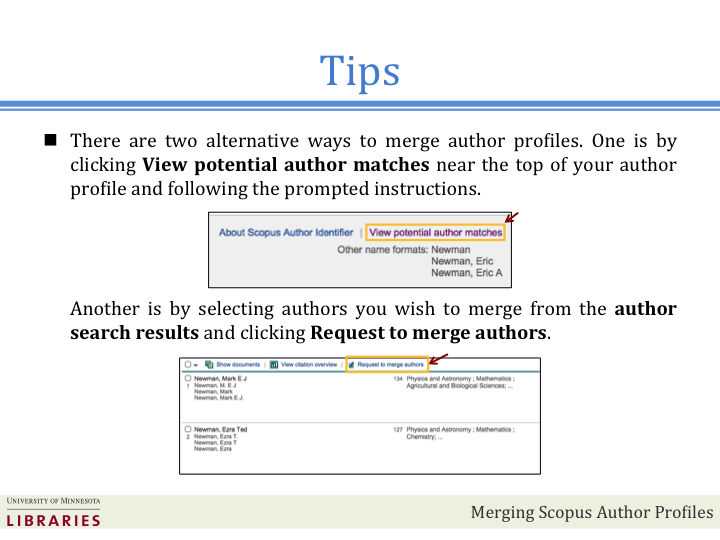 Tips
■ There are two alternative ways to merge author profiles. One is by
clicking View potential author matches near the top of your author
profile and following the prompted instructions.
About Scopus Author Identifier | View potential author matches
Other name formats: Newman
Newman, Eric
Newman, Eric A
Another is by selecting authors you wish to merge from the author
search results and clicking Request to merge authors.
Show documents | View citation overview | Request to merge authors
Newman, Mark E J 134 Physics and Astronomy ; Mathematics ;
1 Newman, M. E J Agricultural and Biological Sciences; ...
Newman, Mark
Newman, Mark E.J.
Newman, Ezra Ted 127 Physics and Astronomy ; Mathematics ;
2 Newman, Ezra T. Chemistry; ...
Newman, Ezra T
Newman, Ezra
UNIVERSITY OF MINNESOTA
LIBRARIES
Merging Scopus Author Profiles